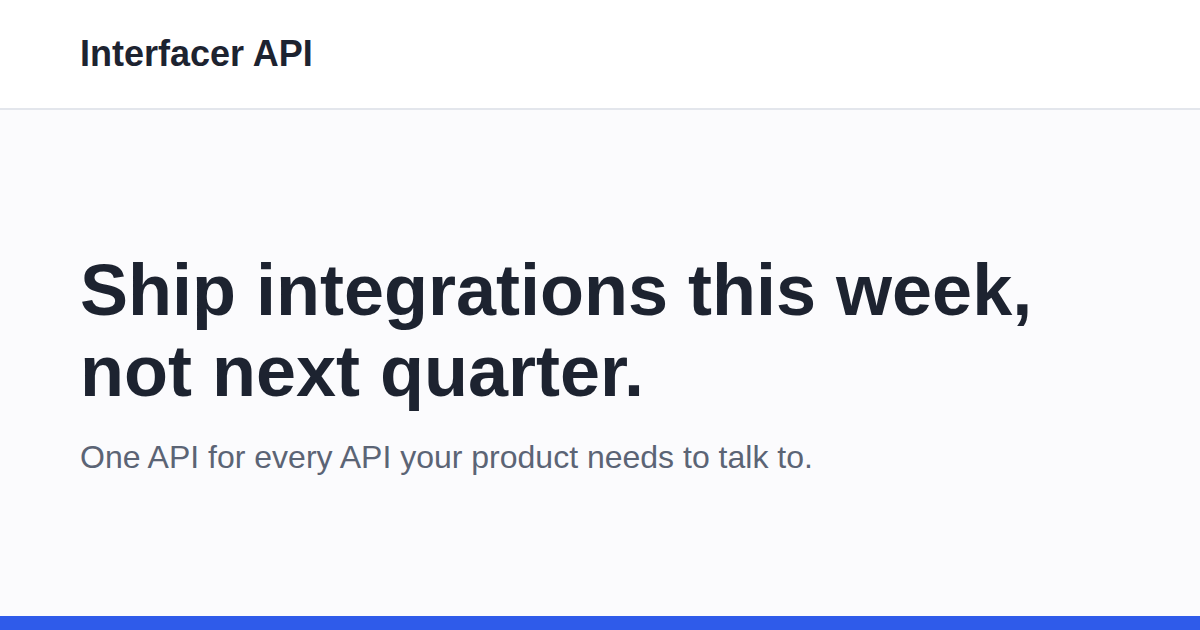 Interfacer API
Ship integrations this week,
not next quarter.
One API for every API your product needs to talk to.